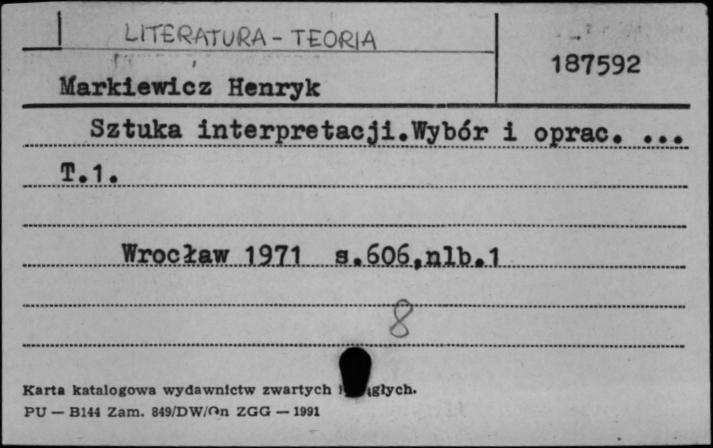 LITERATURA - TEORIA
187592
Markiewicz Henryk
Sztuka interpretacji.Wybór i oprac. ...
T.1.
Wrocław 1971 s.606,nlb.1
8
Karta katalogowa wydawnictw zwartych i
PU — B144 Zam. 849/DW/On ZGG — 1991